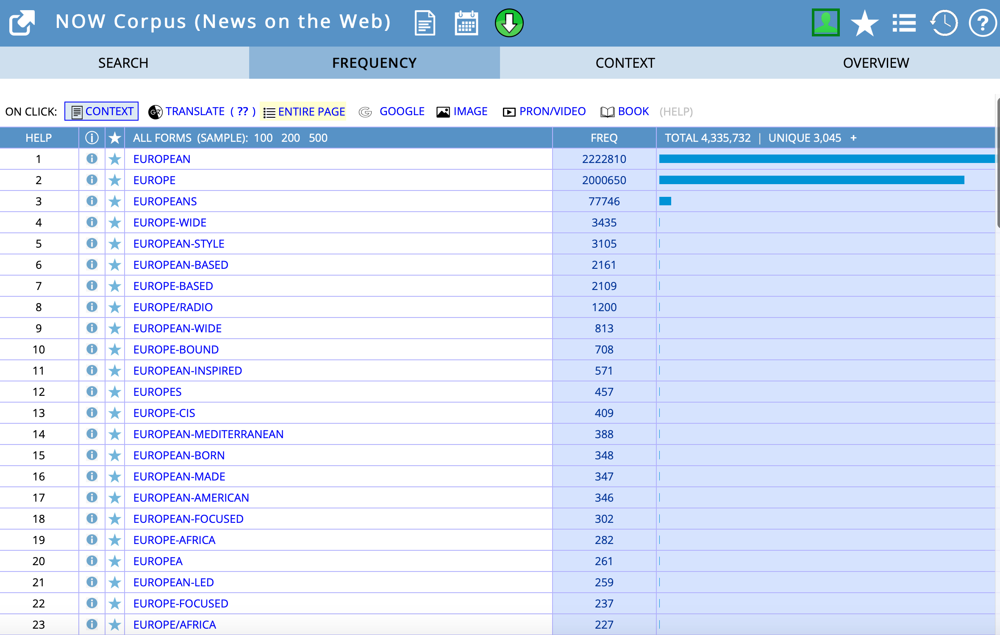 NOW Corpus (News on the Web)
SEARCH FREQUENCY CONTEXT OVERVIEW
ON CLICK: CONTEXT TRANSLATE ( ?? ) ENTIRE PAGE GOOGLE IMAGE PRON/VIDEO BOOK (HELP)
HELP ALL FORMS (SAMPLE): 100 200 500 FREQ TOTAL 4,335,732 | UNIQUE 3,045 +
1 EUROPEAN 2222810
2 EUROPE 2000650
3 EUROPEANS 77746
4 EUROPE-WIDE 3435
5 EUROPEAN-STYLE 3105
6 EUROPEAN-BASED 2161
7 EUROPE-BASED 2109
8 EUROPE/RADIO 1200
9 EUROPEAN-WIDE 813
10 EUROPE-BOUND 708
11 EUROPEAN-INSPIRED 571
12 EUROPES 457
13 EUROPE-CIS 409
14 EUROPEAN-MEDITERRANEAN 388
15 EUROPEAN-BORN 348
16 EUROPEAN-MADE 347
17 EUROPEAN-AMERICAN 346
18 EUROPEAN-FOCUSED 302
19 EUROPE-AFRICA 282
20 EUROPEA 261
21 EUROPEAN-LED 259
22 EUROPE-FOCUSED 237
23 EUROPE/AFRICA 227